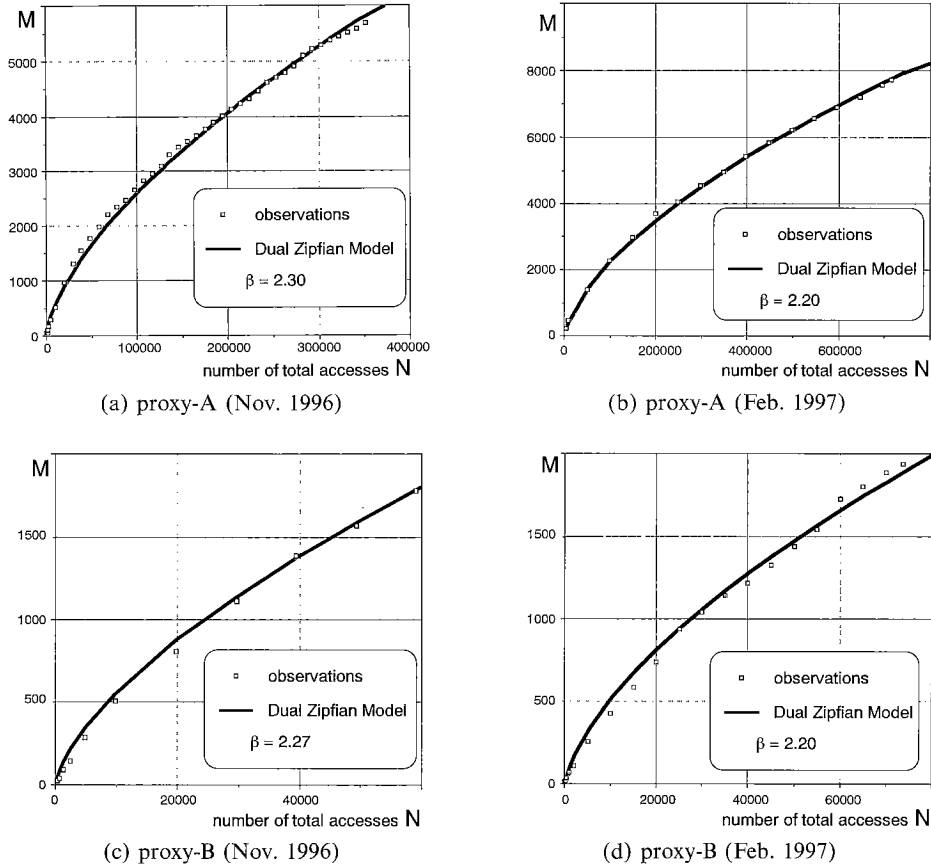 M
5000
4000
3000
2000
1000
0
observations
Dual Zipfian Model
β = 2.30
0
100000
200000
300000
400000
number of total accesses N
(a) proxy-A (Nov. 1996)
M
8000
6000
4000
2000
0
observations
Dual Zipfian Model
β = 2.20
0
200000
400000
600000
number of total accesses N
(b) proxy-A (Feb. 1997)
M
1500
1000
500
0
observations
Dual Zipfian Model
β = 2.27
0
20000
40000
number of total accesses N
(c) proxy-B (Nov. 1996)
M
1500
1000
500
0
observations
Dual Zipfian Model
β = 2.20
0
20000
40000
60000
number of total accesses N
(d) proxy-B (Feb. 1997)